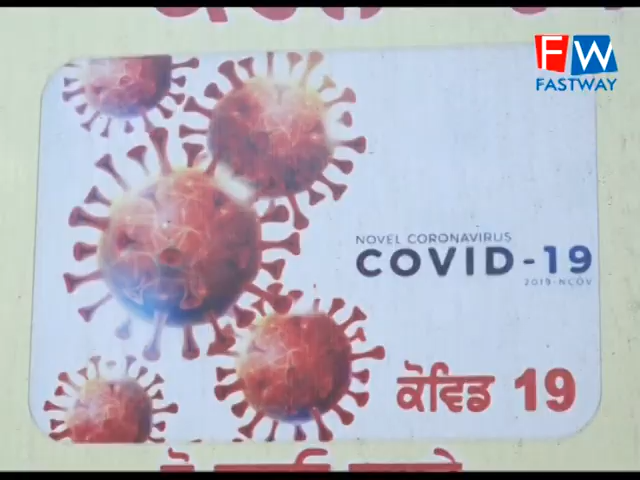 FW
FASTWAY
NOVEL CORONAVIRUS
COVID-19
2019-NCOV
ਕੋਵਿਡ 19